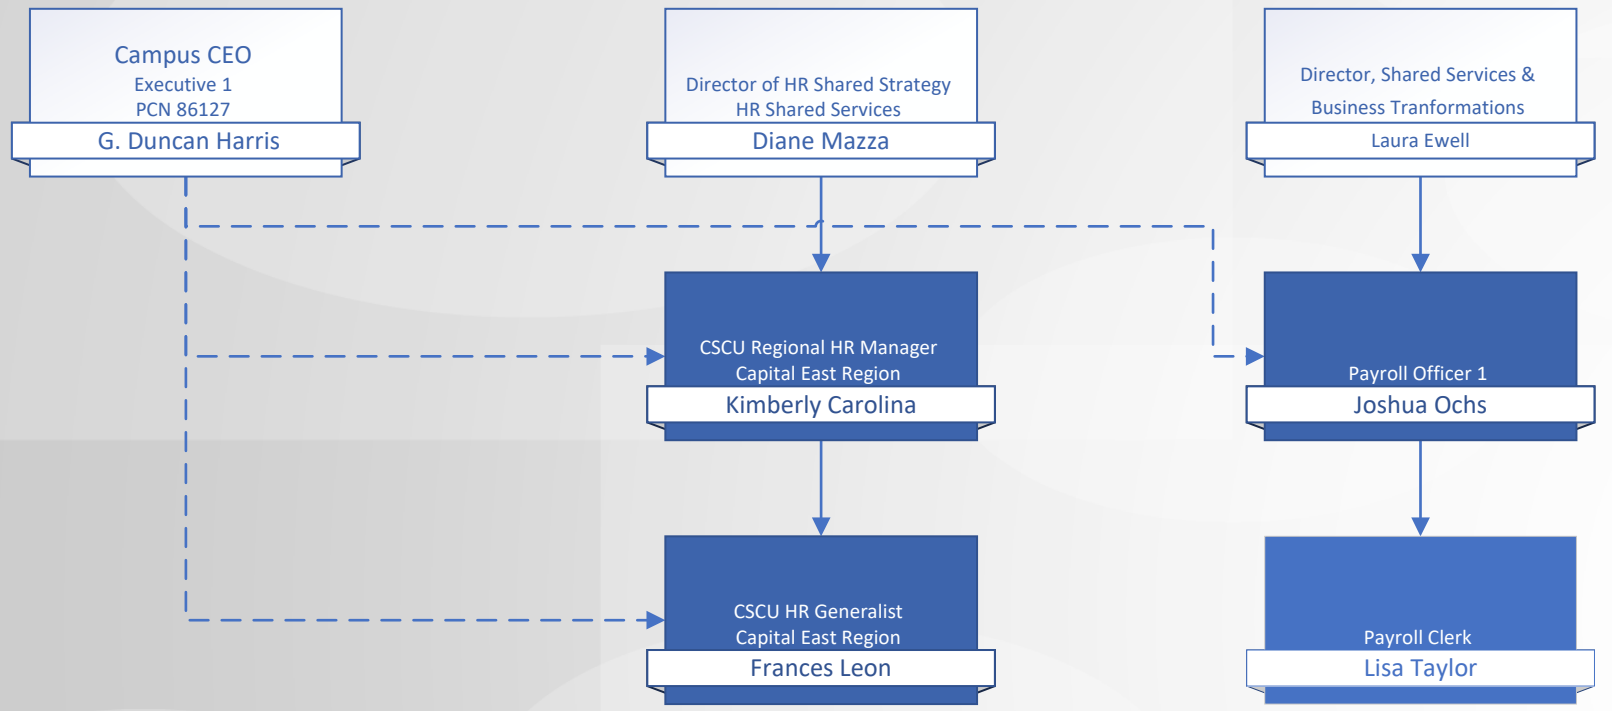 Campus CEO
Executive 1
PCN 86127
G. Duncan Harris
Director of HR Shared Strategy
HR Shared Services
Diane Mazza
Director, Shared Services &
Business Tranformations
Laura Ewell
CSCU Regional HR Manager
Capital East Region
Kimberly Carolina
Payroll Officer 1
Joshua Ochs
CSCU HR Generalist
Capital East Region
Frances Leon
Payroll Clerk
Lisa Taylor